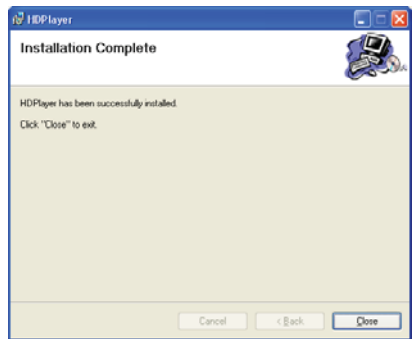 HDPlayer
Installation Complete
HDPlayer has been successfully installed.
Click "Close" to exit.
Cancel
< Back
Close